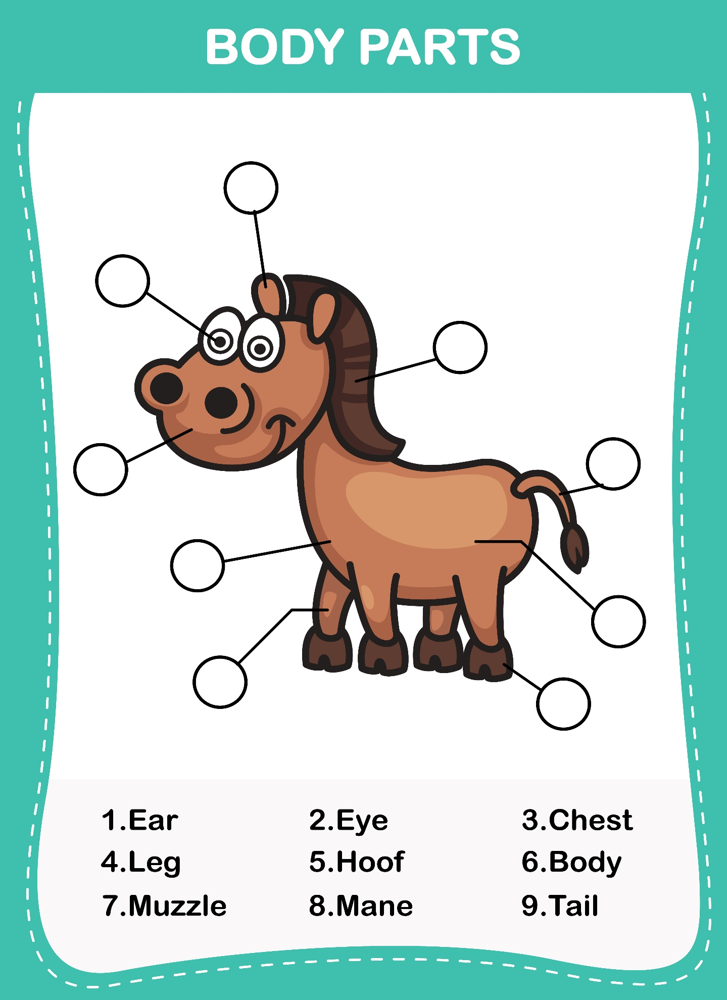 BODY PARTS
1.Ear 2.Eye 3.Chest
4.Leg 5.Hoof 6.Body
7.Muzzle 8.Mane 9.Tail